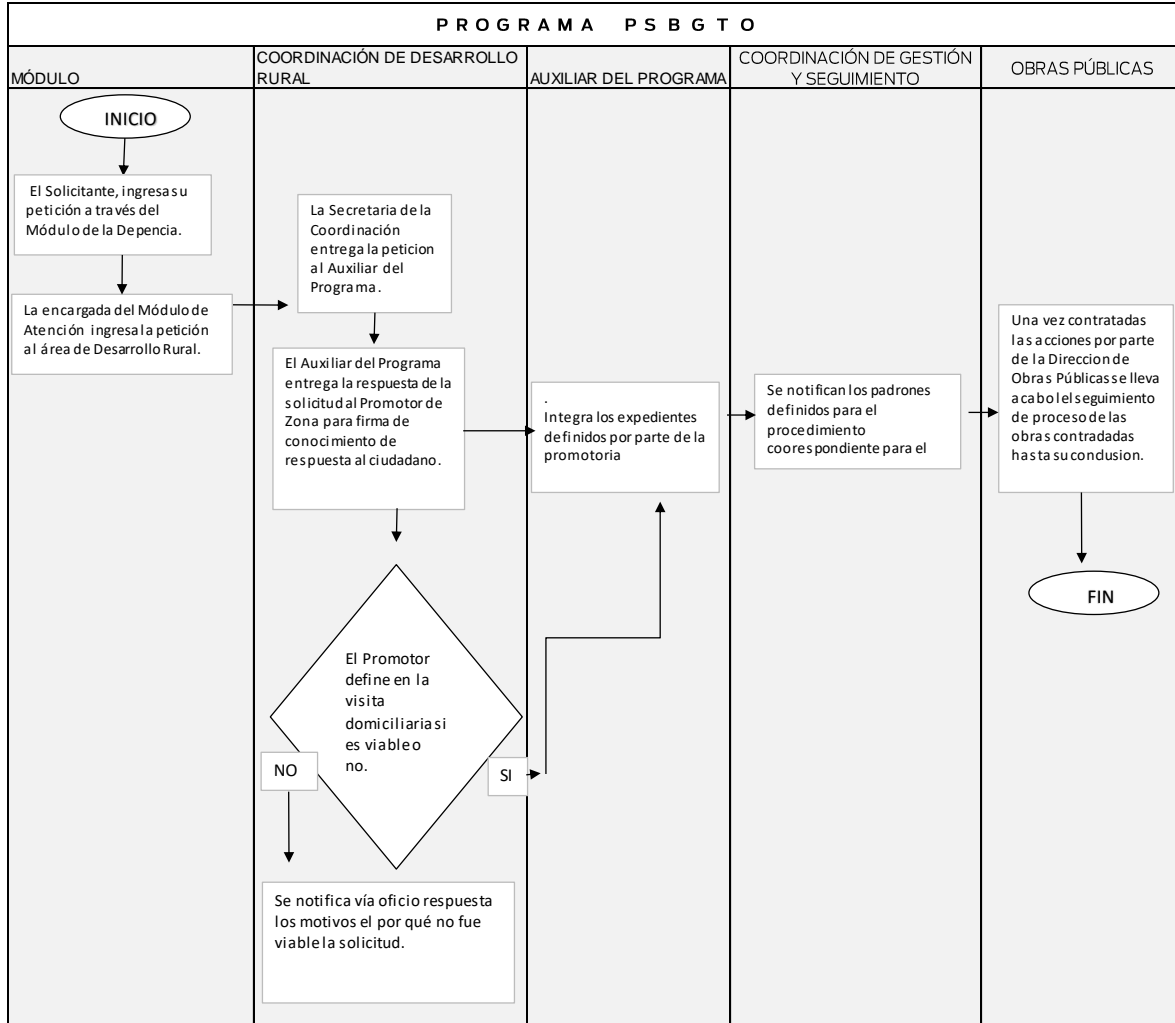 PROGRAMA PSBGTO
MÓDULO
COORDINACIÓN DE DESARROLLO
RURAL
AUXILIAR DEL PROGRAMA
COORDINACIÓN DE GESTIÓN
Y SEGUIMIENTO
OBRAS PÚBLICAS
INICIO
El Solicitante, ingresa su
petición a través del
Módulo de la Depencia.
La encargada del Módulo de
Atención ingresa la petición
al área de Desarrollo Rural.
La Secretaria de la
Coordinación
entrega la peticion
al Auxiliar del
Programa.
El Auxiliar del Programa
entrega la respuesta de la
solicitud al Promotor de
Zona para firma de
conocimiento de
respuesta al ciudadano.
El Promotor
define en la
visita
domiciliaria si
es viable o
no.
NO
SI
Se notifica vía oficio respuesta
los motivos el por qué no fue
viable la solicitud.
.
Integra los expedientes
definidos por parte de la
promotoria
Se notifican los padrones
definidos para el
procedimiento
coorespondiente para el
Una vez contratadas
las acciones por parte
de la Direccion de
Obras Públicas se lleva
acabo lel seguimiento
de proceso de las
obras contradadas
hasta su conclusion.
FIN